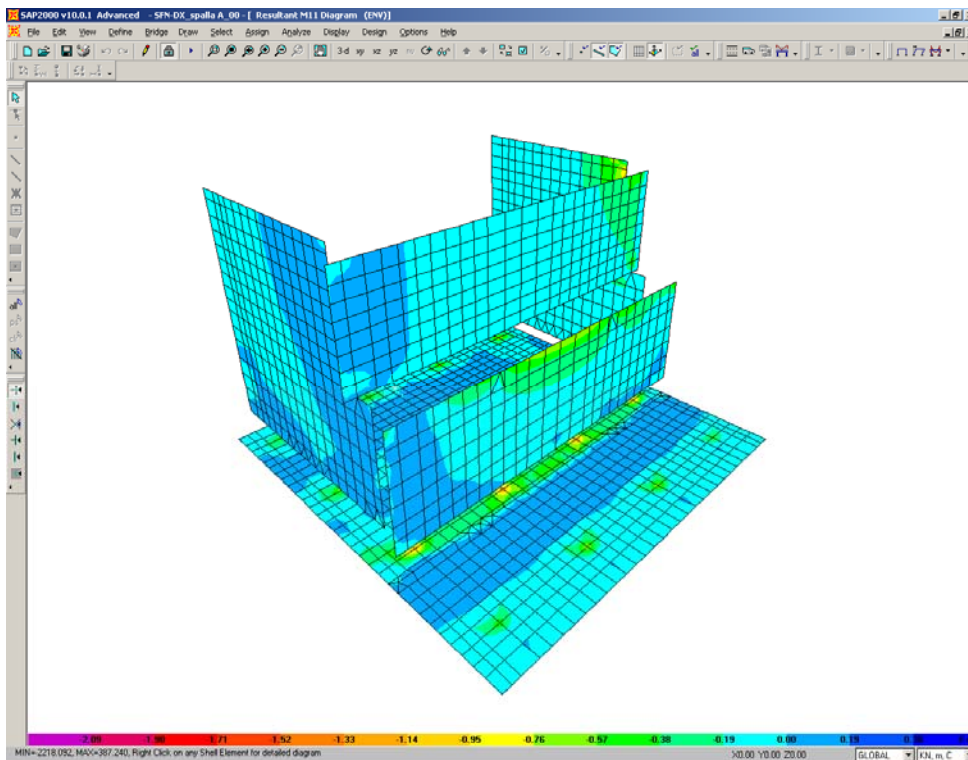 SAP2000 v10.0.1 Advanced - SFN-DX_spalla A_00 - [ Resultant M11 Diagram (ENV)]
File Edit View Define Bridge Draw Select Assign Analyze Display Design Options Help
3-d xy xz yz nv
-2.09 -1.90 -1.71 -1.52 -1.33 -1.14 -0.95 -0.76 -0.57 -0.38 -0.19 0.00 0.19
MIN=-2218.092, MAX=387.240, Right Click on any Shell Element for detailed diagram X0.00 Y0.00 Z0.00 GLOBAL KN, m, C